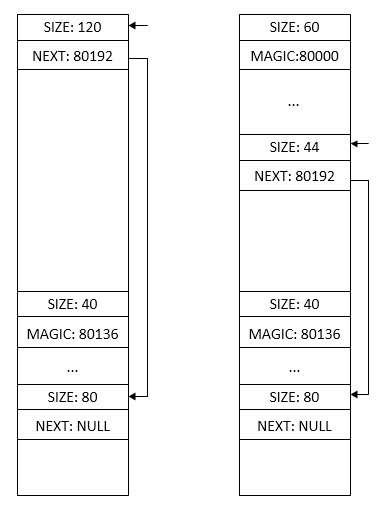 SIZE: 120
NEXT: 80192
SIZE: 40
MAGIC: 80136
...
SIZE: 80
NEXT: NULL
SIZE: 60
MAGIC:80000
...
SIZE: 44
NEXT: 80192
SIZE: 40
MAGIC: 80136
...
SIZE: 80
NEXT: NULL